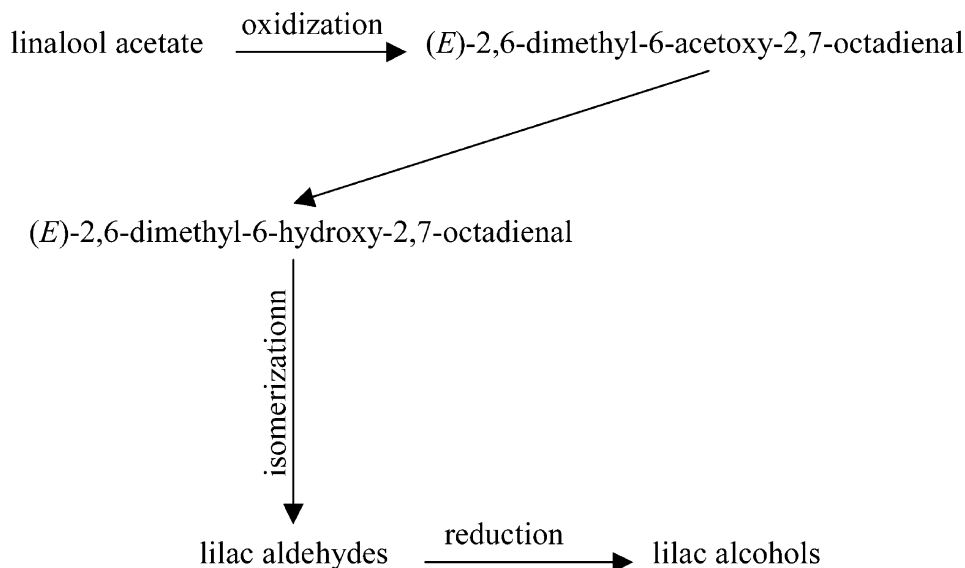 linalool acetate
oxidization
(E)-2,6-dimethyl-6-acetoxy-2,7-octadienal
(E)-2,6-dimethyl-6-hydroxy-2,7-octadienal
isomerizationn
lilac aldehydes
reduction
lilac alcohols